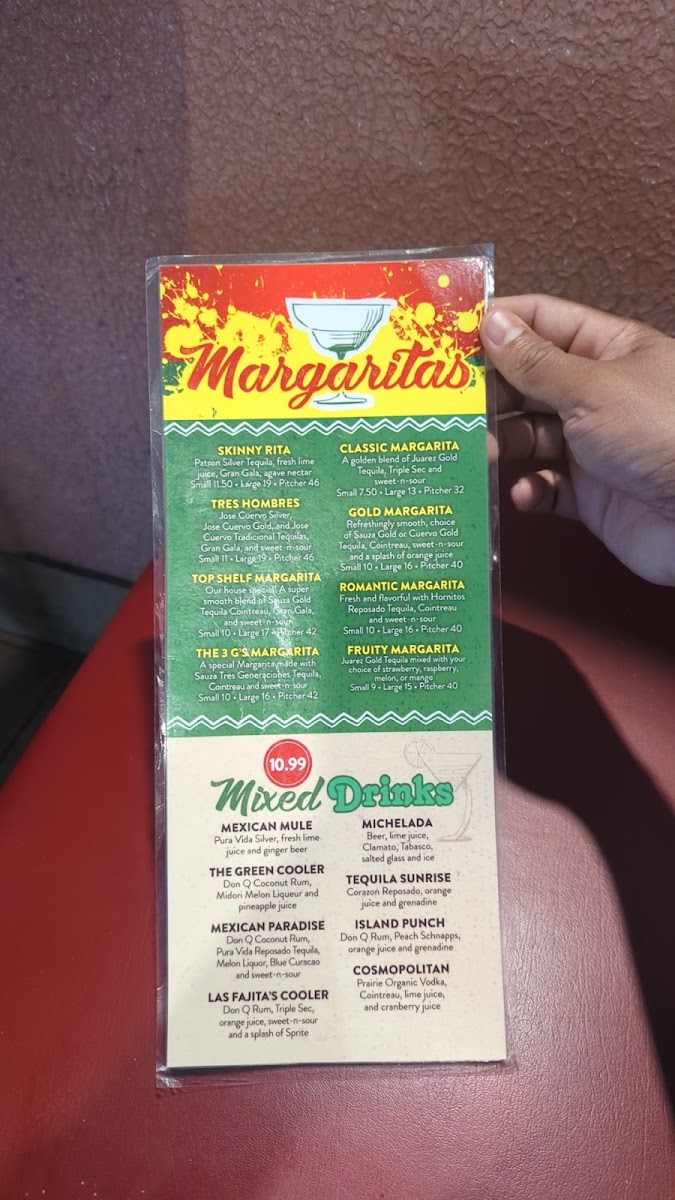 Margaritas
SKINNY RITA
Patron Silver Tequila, fresh lime
juice, Gran Gala, agave nectar
Small 11.50 • Large 19 • Pitcher 46
TRES HOMBRES
Jose Cuervo Silver,
Jose Cuervo Gold, and Jose
Cuervo Tradicional Tequilas,
Gran Gala, and sweet-n-sour
Small 11 • Large 19 • Pitcher 46
TOP SHELF MARGARITA
Our house special! A super
smooth blend of Sauza Gold
Tequila Cointreau, Gran Gala,
and sweet-n-sour
Small 10 • Large 17 • Pitcher 42
THE 3 G'S MARGARITA
A special Margarita made with
Sauza Tres Generaciones Tequila,
Cointreau and sweet-n-sour
Small 10 • Large 16 • Pitcher 42
CLASSIC MARGARITA
A golden blend of Juarez Gold
Tequila, Triple Sec and
sweet-n-sour
Small 7.50 • Large 13 • Pitcher 32
GOLD MARGARITA
Refreshingly smooth, choice
of Sauza Gold or Cuervo Gold
Tequila, Cointreau, sweet-n-sour
and a splash of orange juice
Small 10 • Large 16 • Pitcher 40
ROMANTIC MARGARITA
Fresh and flavorful with Hornitos
Reposado Tequila, Cointreau
and sweet-n-sour
Small 10 • Large 16 • Pitcher 40
FRUITY MARGARITA
Juarez Gold Tequila mixed with your
choice of strawberry, raspberry,
melon, or mango
Small 9 • Large 15 • Pitcher 40
10.99
Mixed Drinks
MEXICAN MULE
Pura Vida Silver, fresh lime
juice and ginger beer
THE GREEN COOLER
Don Q Coconut Rum,
Midori Melon Liqueur and
pineapple juice
MEXICAN PARADISE
Don Q Coconut Rum,
Pura Vida Reposado Tequila,
Melon Liquor, Blue Curacao
and sweet-n-sour
LAS FAJITA'S COOLER
Don Q Rum, Triple Sec,
orange juice, sweet-n-sour
and a splash of Sprite
MICHELADA
Beer, lime juice,
Clamato, Tabasco,
salted glass and ice
TEQUILA SUNRISE
Corazon Reposado, orange
juice and grenadine
ISLAND PUNCH
Don Q Rum, Peach Schnapps,
orange juice and grenadine
COSMOPOLITAN
Prairie Organic Vodka,
Cointreau, lime juice,
and cranberry juice